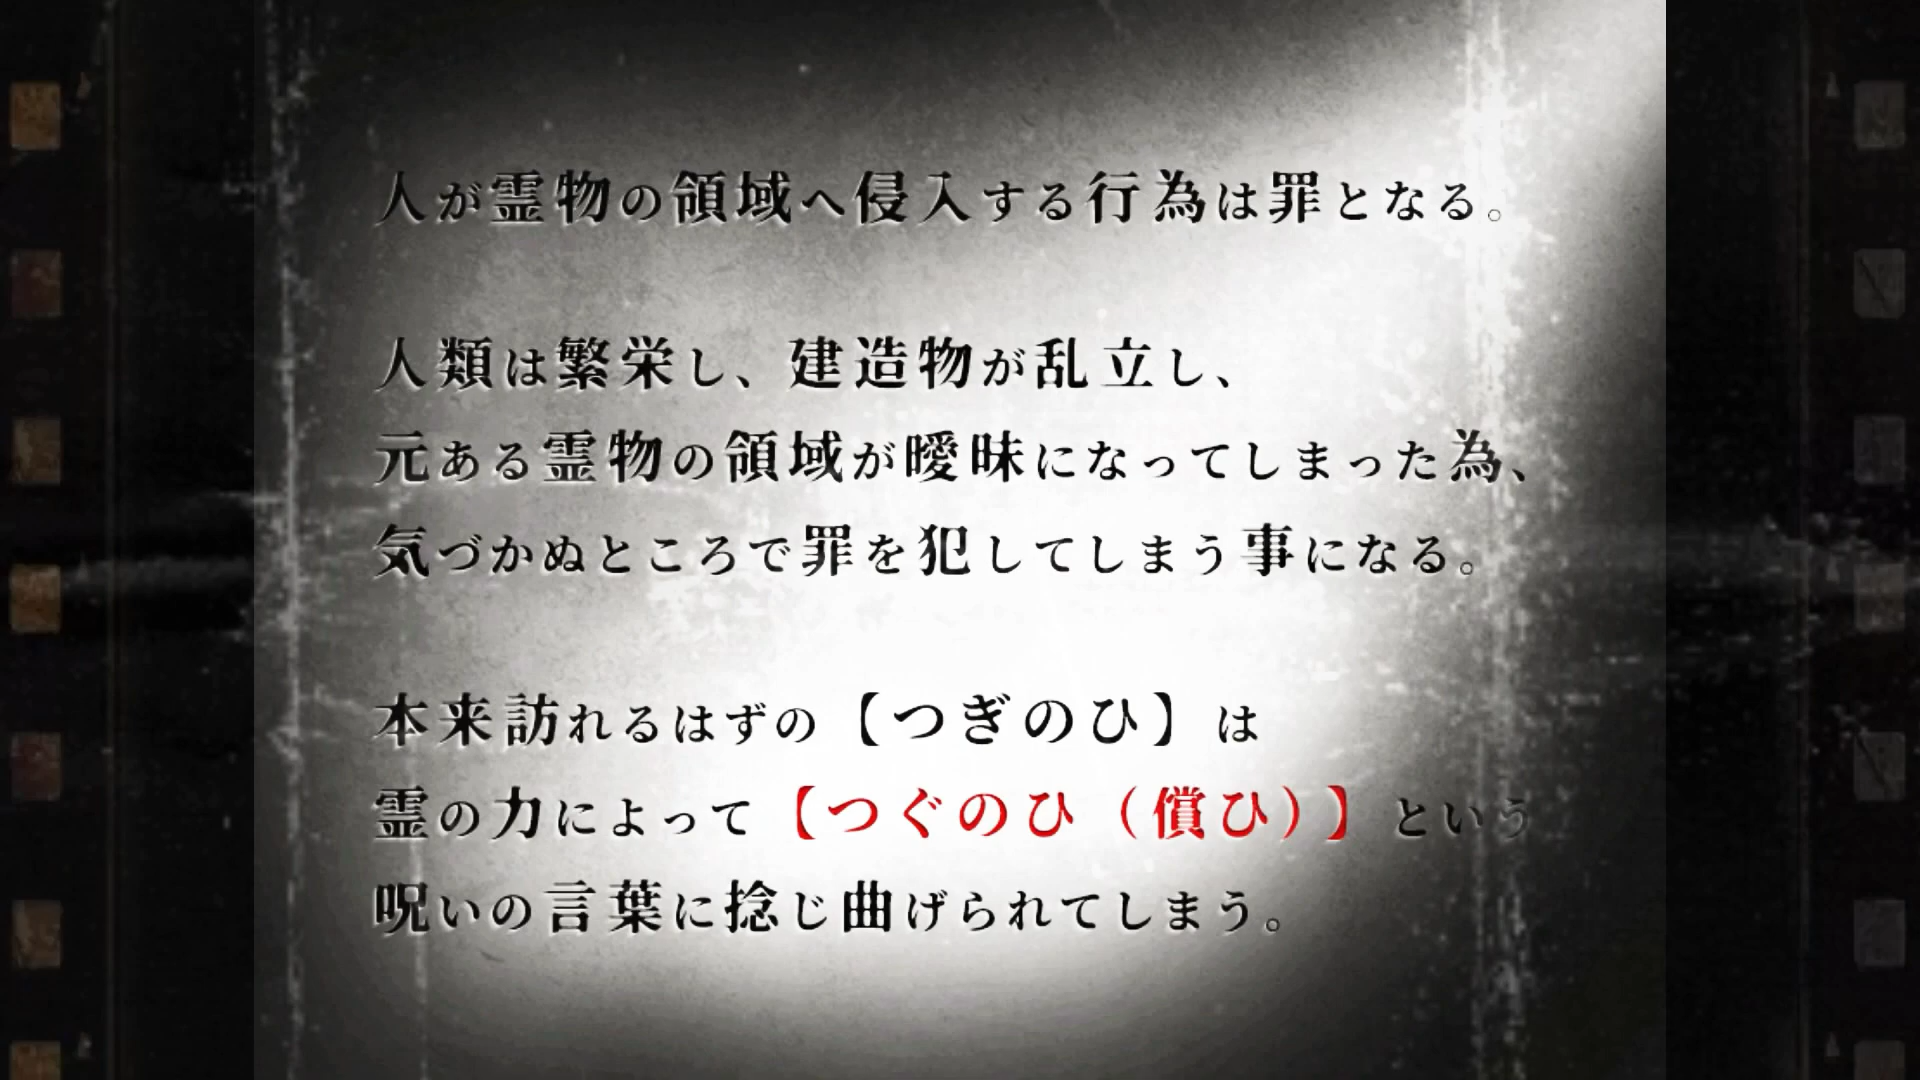 人が霊物の領域へ侵入する行為は罪となる。
人類は繁栄し、建造物が乱立し、
元ある霊物の領域が曖昧になってしまった為、
気づかぬところで罪を犯してしまう事になる。
本来訪れるはずの【つぎのひ】は
霊の力によって【つぐのひ（償ひ）】という
呪いの言葉に捻じ曲げられてしまう。